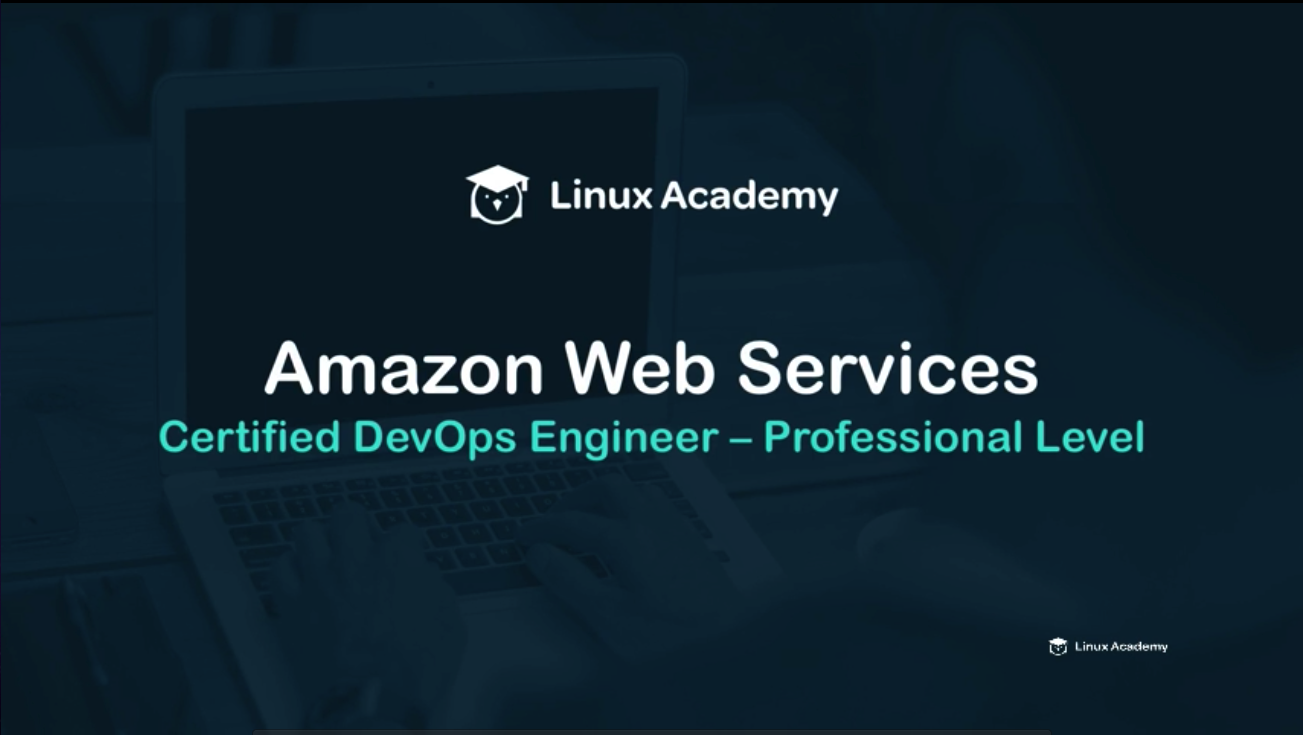 Linux Academy
Amazon Web Services
Certified DevOps Engineer – Professional Level
Linux Academy